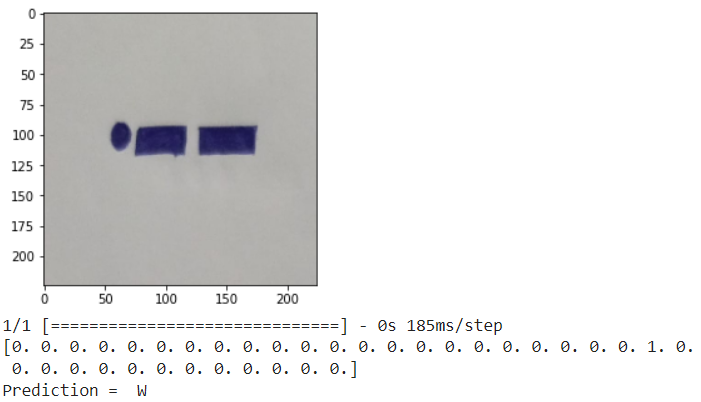 0
25
50
75
100
125
150
175
200
0 50 100 150 200
1/1 [==============================] - 0s 185ms/step
[0. 0. 0. 0. 0. 0. 0. 0. 0. 0. 0. 0. 0. 0. 0. 0. 0. 0. 0. 0. 0. 0. 1. 0.
0. 0. 0. 0. 0. 0. 0. 0. 0. 0. 0. 0.]
Prediction =  W